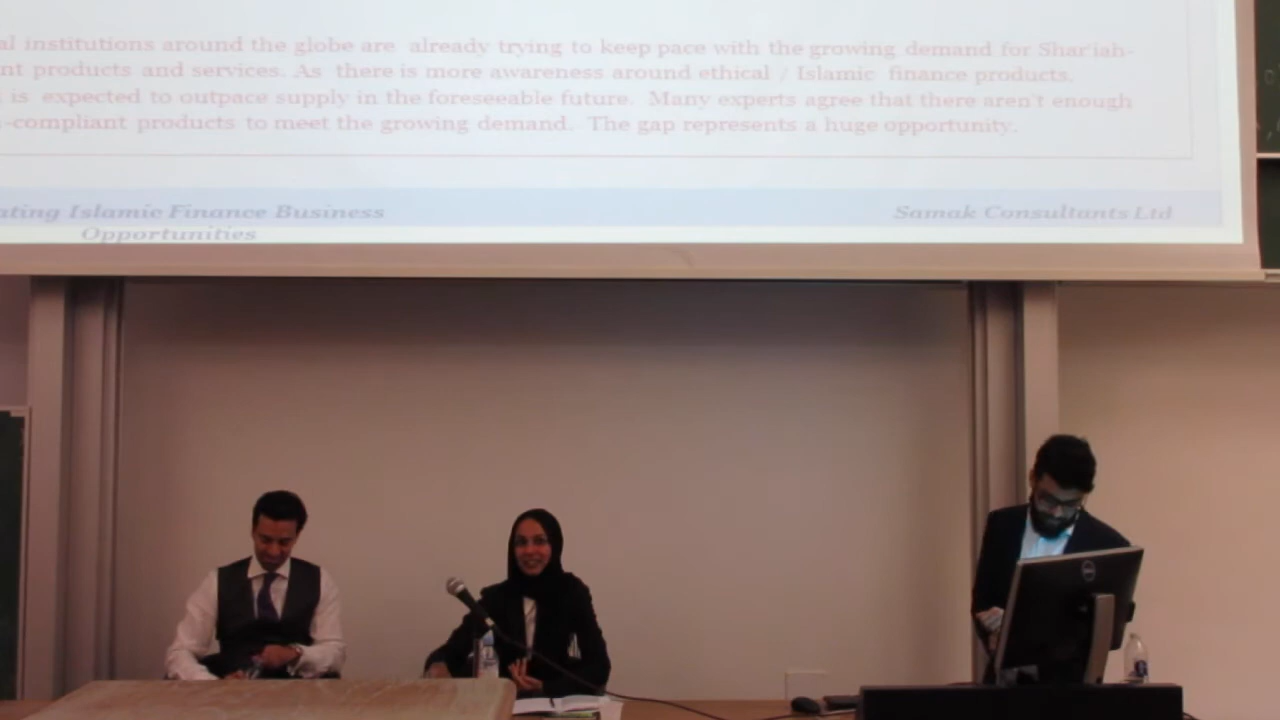 al institutions around the globe are already trying to keep pace with the growing demand for Shar'iah-
nt products and services. As there is more awareness around ethical / Islamic finance products,
is expected to outpace supply in the foreseeable future. Many experts agree that there aren't enough
-compliant products to meet the growing demand. The gap represents a huge opportunity.
ating Islamic Finance Business
Opportunities
Samak Consultants Ltd
DELL